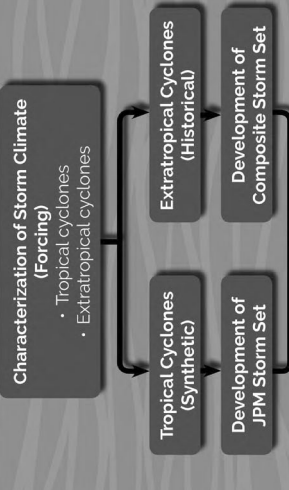 Characterization of Storm Climate
(Forcing)
• Tropical cyclones
• Extratropical cyclones
Tropical Cyclones
(Synthetic)
Extratropical Cyclones
(Historical)
Development of
JPM Storm Set
Development of
Composite Storm Set